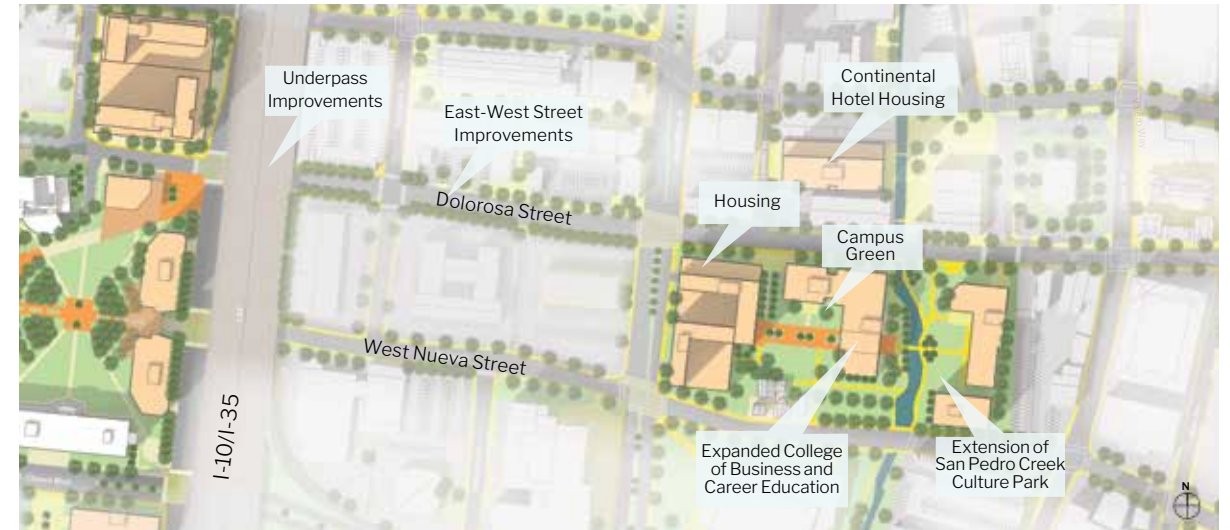 Underpass
Improvements
East-West Street
Improvements
Continental
Hotel Housing
Housing
Dolorosa Street
Campus
Green
West Nueva Street
I-10/I-35
Expanded College
of Business and
Career Education
Extension of
San Pedro Creek
Culture Park
N